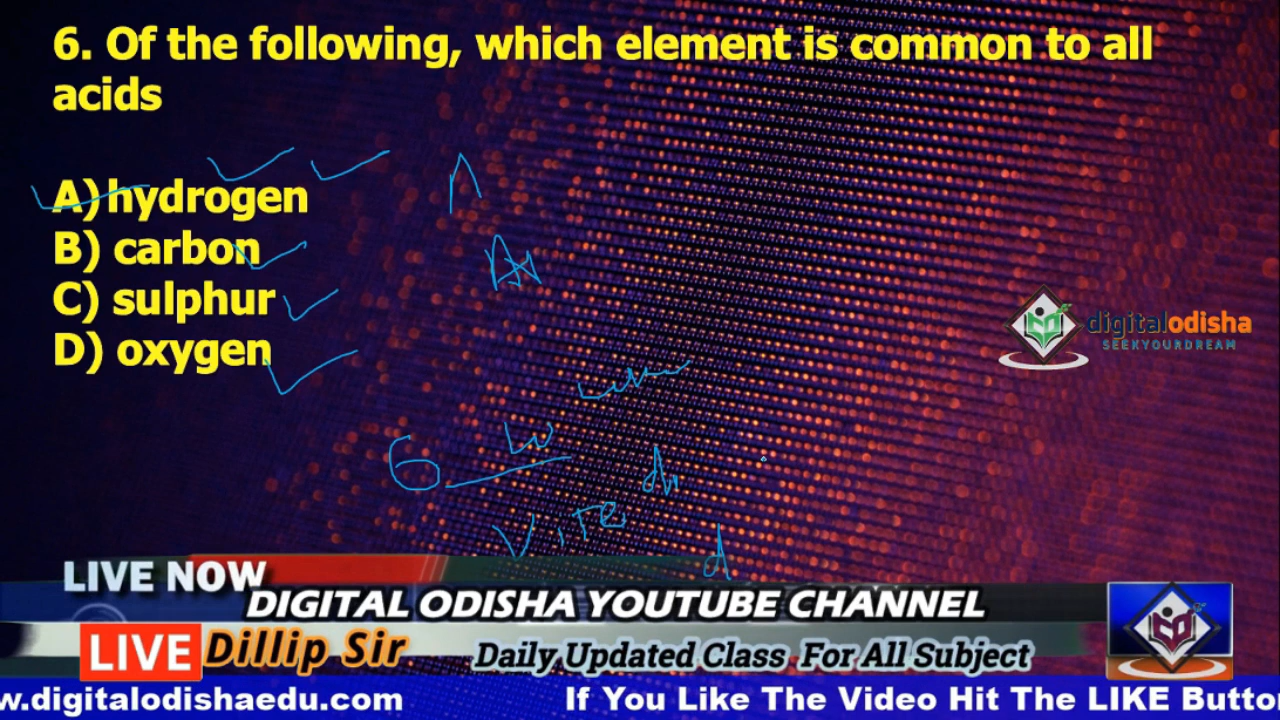 6. Of the following, which element is common to all
acids
A) hydrogen
B) carbon
C) sulphur
D) oxygen
6
digitalodisha
SEEKYOURDREAM
LIVE NOW
DIGITAL ODISHA YOUTUBE CHANNEL
LIVE Dillip Sir Daily Updated Class For All Subject
w.digitalodishaedu.com If You Like The Video Hit The LIKE Butto